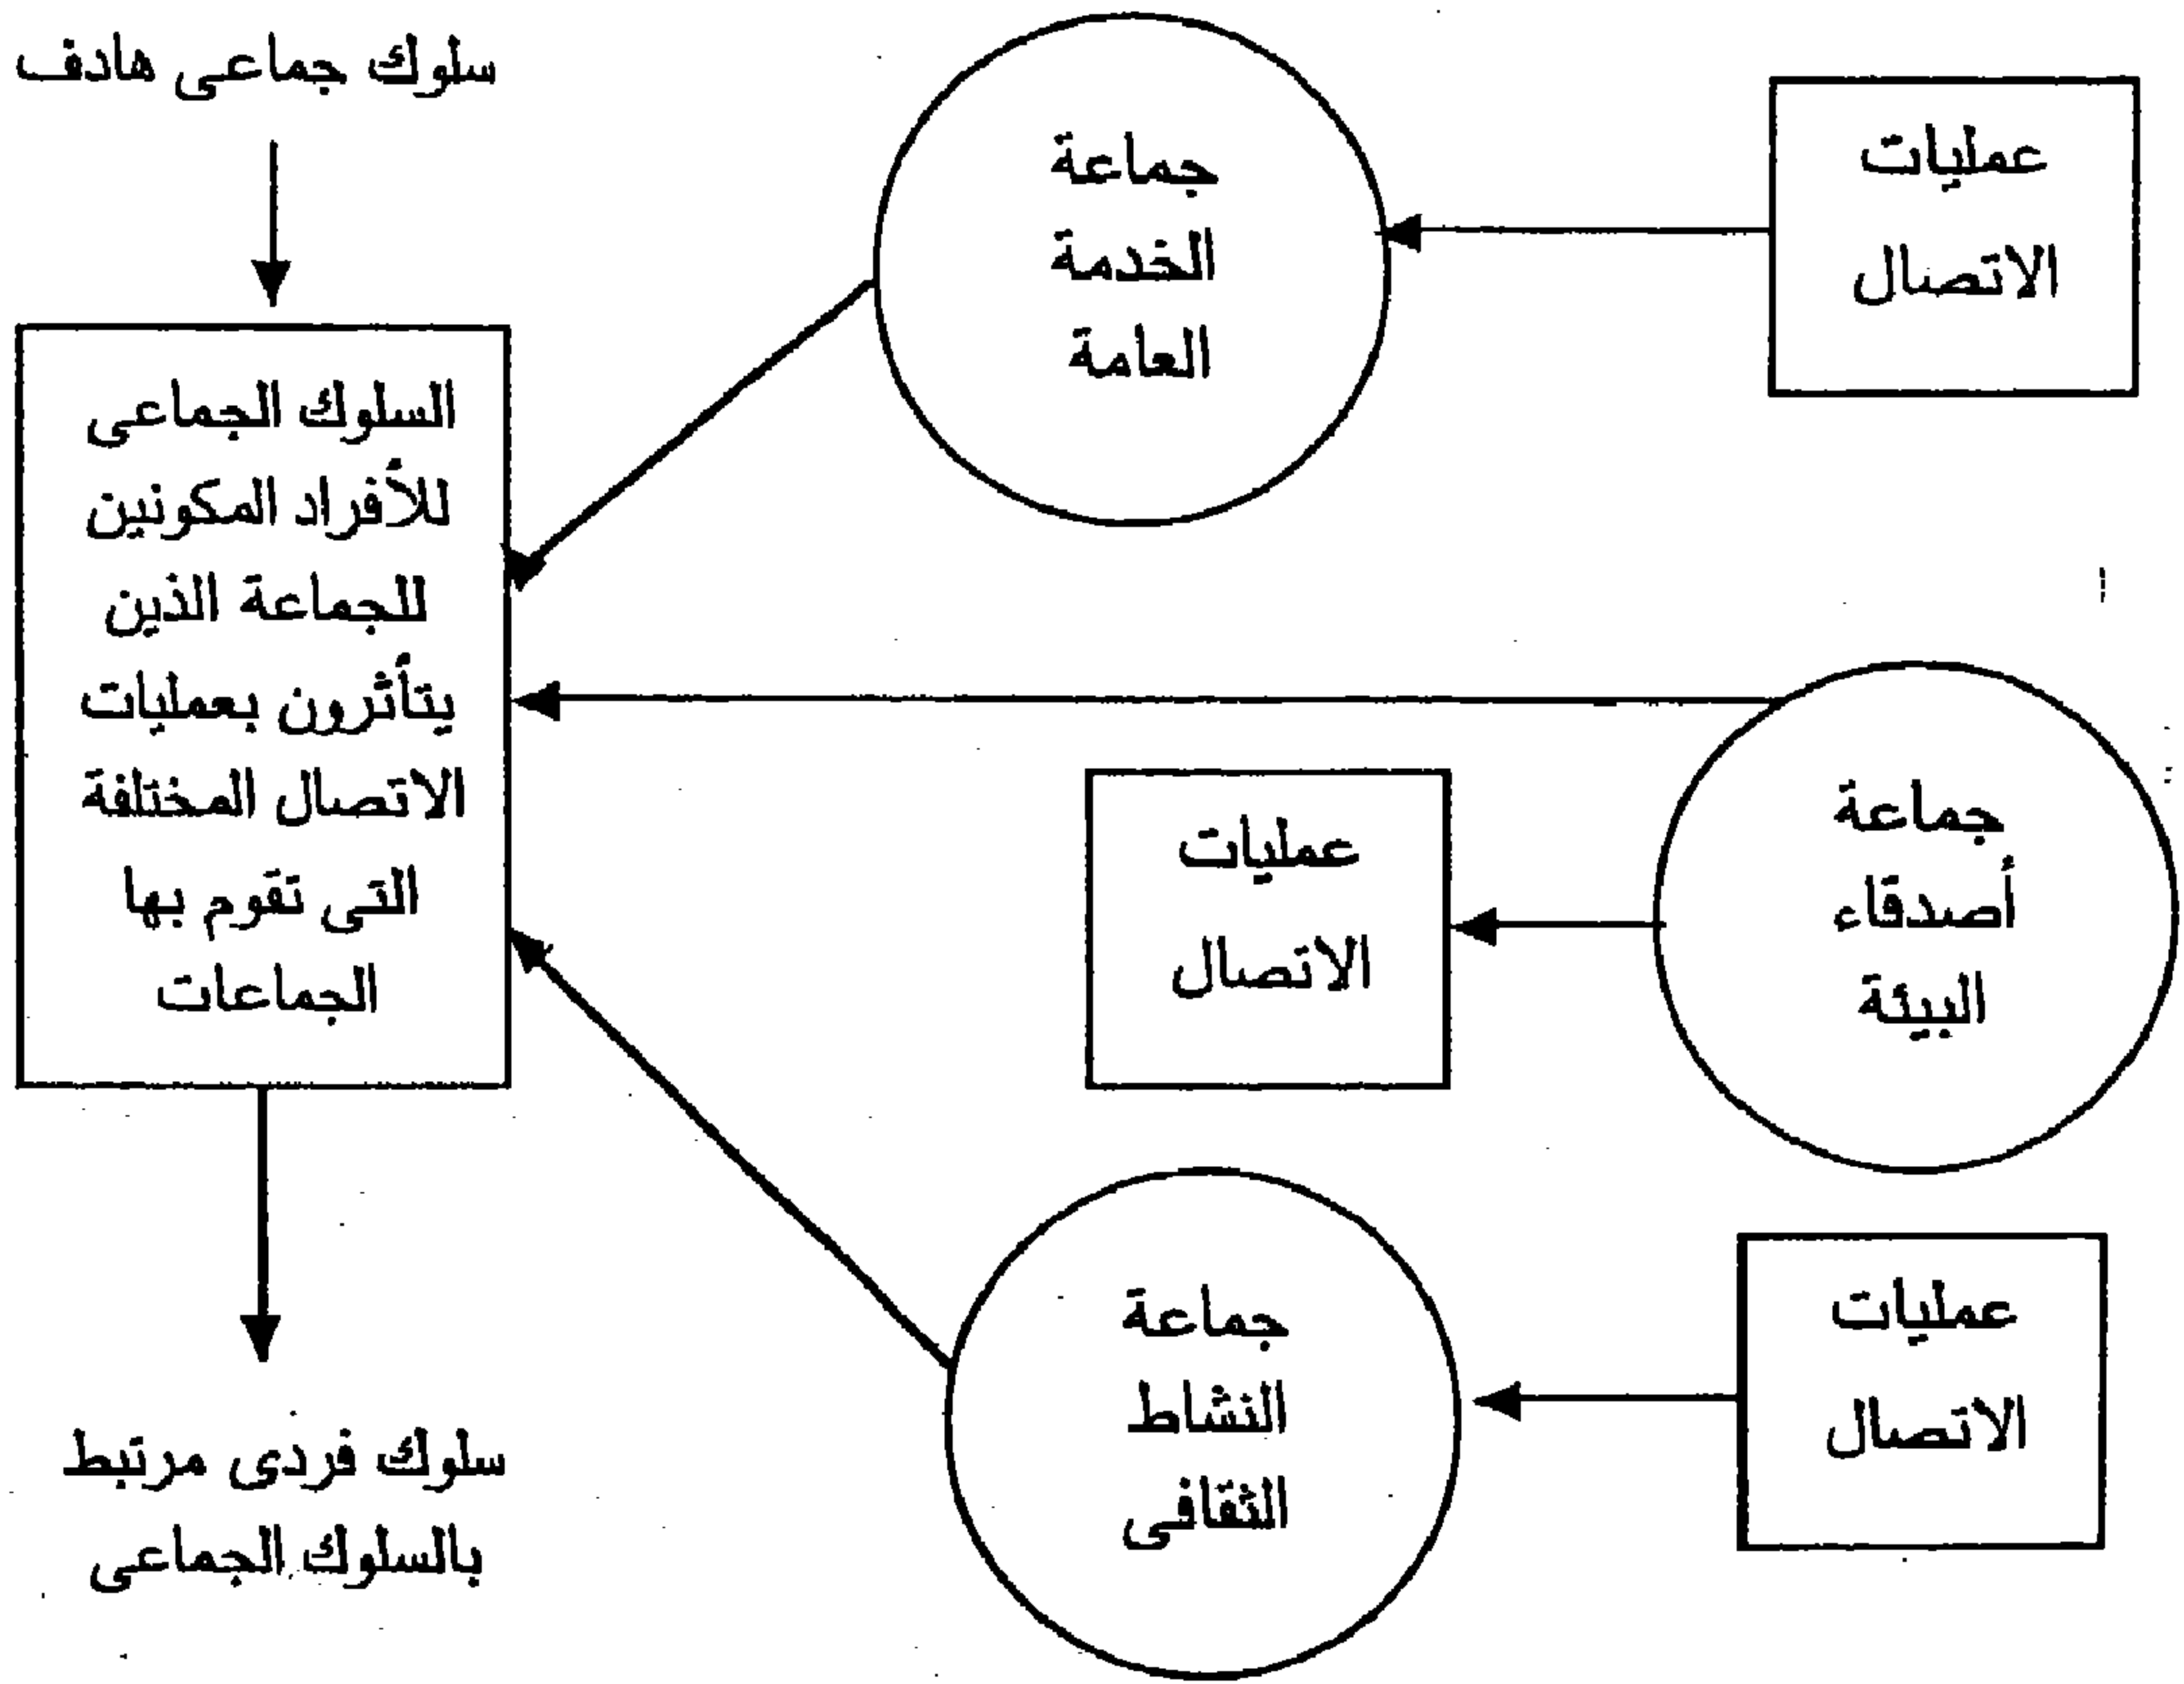 عمليات
الاتصال
جماعة
الخدمة
العامة
سلوك جماعى هادف
السلوك الجماعى
للأفراد المكونين
للجماعة الذين
يتأثرون بعمليات
الاتصال المختلفة
التى تقوم بها
الجماعات
جماعة
أصدقاء
البيئة
عمليات
الاتصال
عمليات
الاتصال
جماعة
النشاط
الثقافى
سلوك فردى مرتبط
بالسلوك الجماعى